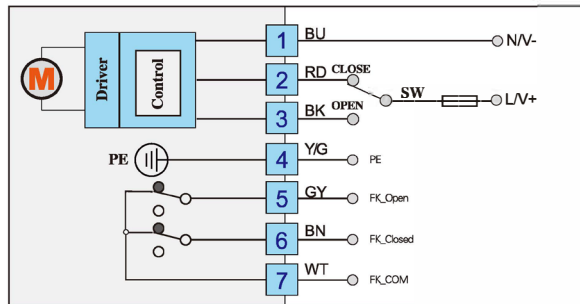 1 BU N/V-
2 RD CLOSE
SW L/V+
3 BK OPEN
M
Driver
Control
PE 4 Y/G PE
5 GY FK_Open
6 BN FK_Closed
7 WT FK_COM